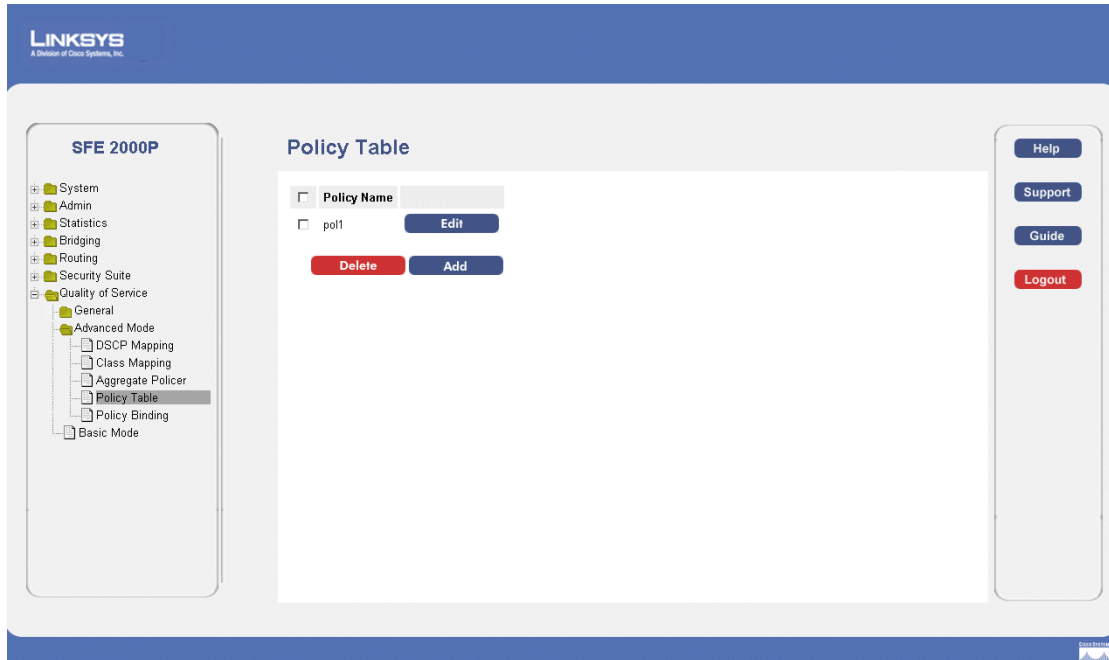 LINKSYS
A Division of Cisco Systems, Inc.
SFE 2000P
System
Admin
Statistics
Bridging
Routing
Security Suite
Quality of Service
General
Advanced Mode
DSCP Mapping
Class Mapping
Aggregate Policer
Policy Table
Policy Binding
Basic Mode
Policy Table
Policy Name
pol1
Edit
Delete
Add
Help
Support
Guide
Logout
CISCO SYSTEMS